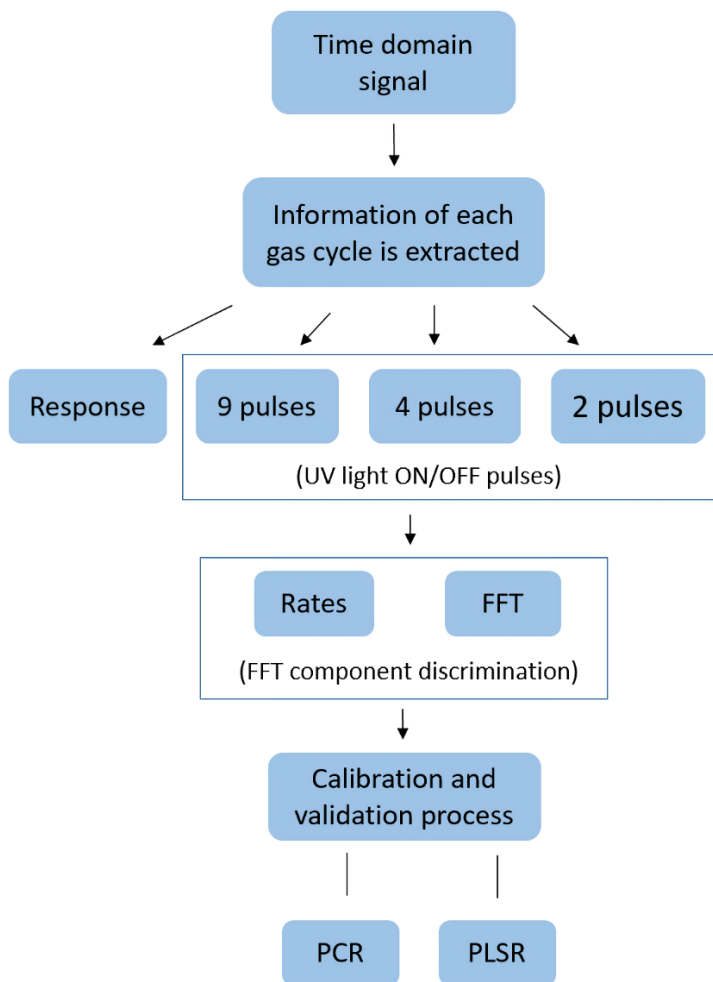 Time domain
signal
Information of each
gas cycle is extracted
Response
9 pulses
4 pulses
2 pulses
(UV light ON/OFF pulses)
Rates
FFT
(FFT component discrimination)
Calibration and
validation process
PCR
PLSR